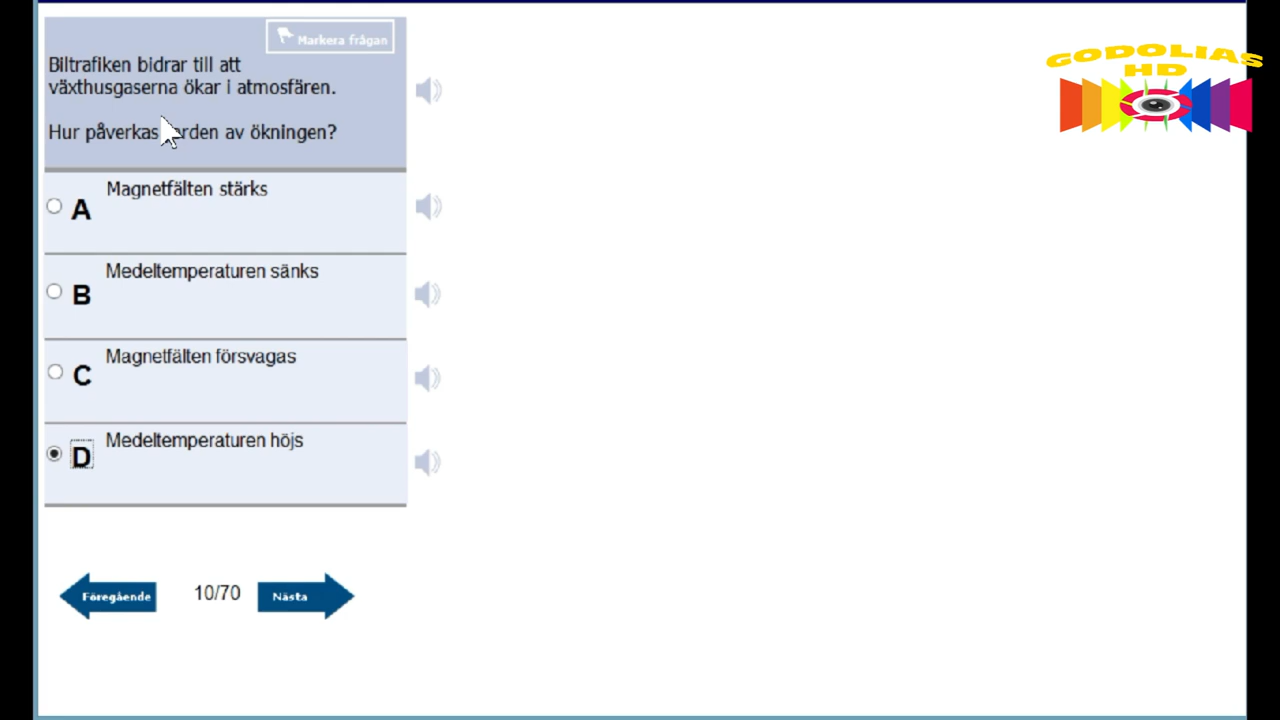 Markera frågan
Biltrafiken bidrar till att
växthusgaserna ökar i atmosfären.
Hur påverkas av ökningen?
A Magnetfälten stärks
B Medeltemperaturen sänks
C Magnetfälten försvagas
D Medeltemperaturen höjs
Föregående 10/70 Nästa
GODOLIAS
HD